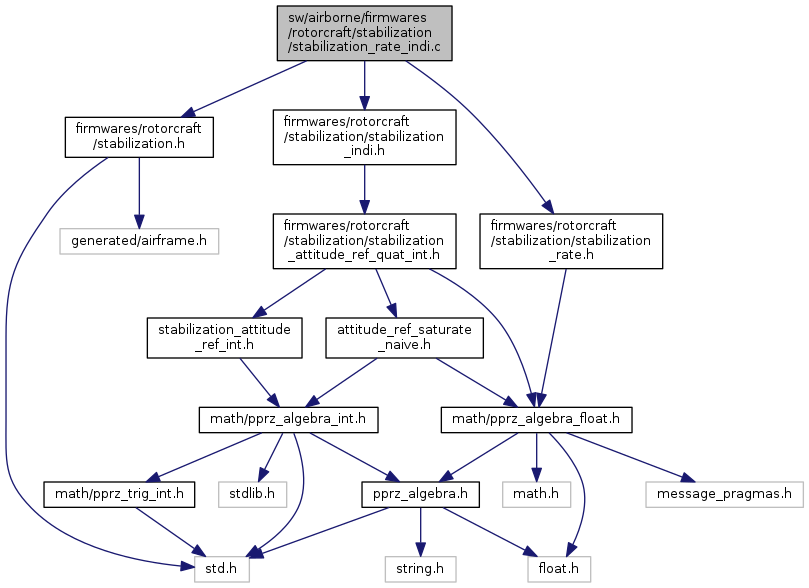 sw/airborne/firmwares
/rotorcraft/stabilization
/stabilization_rate_indi.c
firmwares/rotorcraft
/stabilization.h
firmwares/rotorcraft
/stabilization/stabilization
_indi.h
generated/airframe.h
firmwares/rotorcraft
/stabilization/stabilization
_attitude_ref_quat_int.h
firmwares/rotorcraft
/stabilization/stabilization
_rate.h
stabilization_attitude
_ref_int.h
attitude_ref_saturate
_naive.h
math/pprz_algebra_int.h
math/pprz_algebra_float.h
math/pprz_trig_int.h
stdlib.h
pprz_algebra.h
math.h
message_pragmas.h
std.h
string.h
float.h